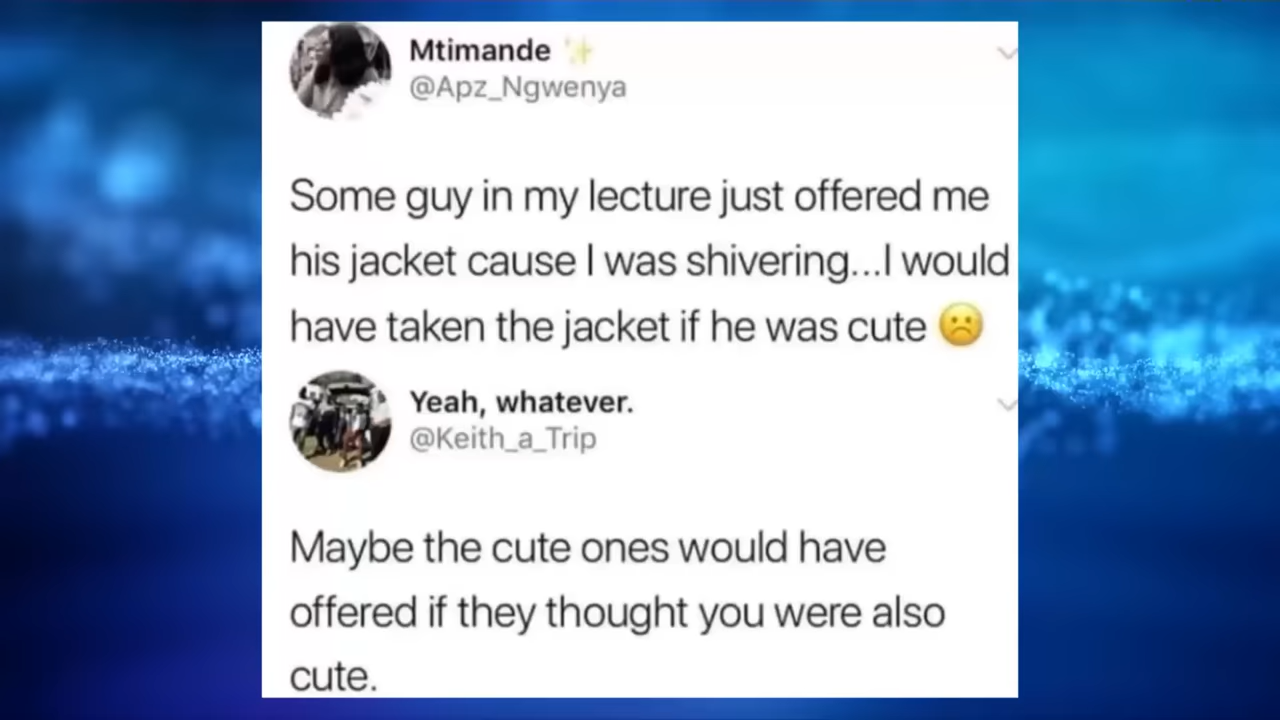 Mtimande ✨
@Apz_Ngwenya
Some guy in my lecture just offered me
his jacket cause I was shivering...I would
have taken the jacket if he was cute ☹️
Yeah, whatever.
@Keith_a_Trip
Maybe the cute ones would have
offered if they thought you were also
cute.